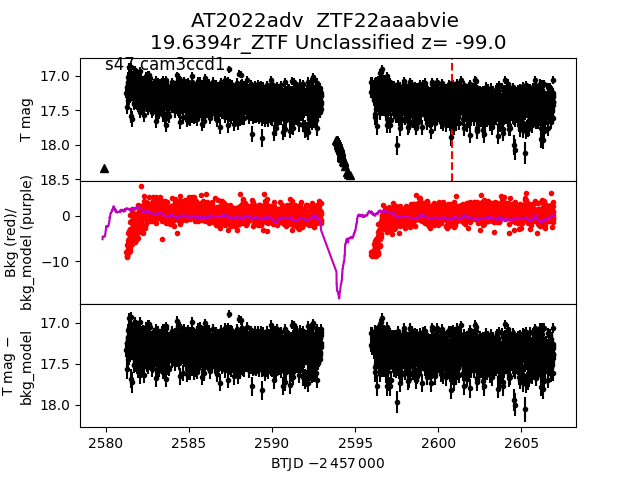 AT2022adv  ZTF22aaabvie
19.6394r_ZTF Unclassified z= -99.0
s47 cam3ccd1
T mag
17.0
17.5
18.0
18.5
Bkg (red)/
bkg_model (purple)
0
−10
T mag −
bkg_model
17.0
17.5
18.0
2580 2585 2590 2595 2600 2605
BTJD −2 457 000